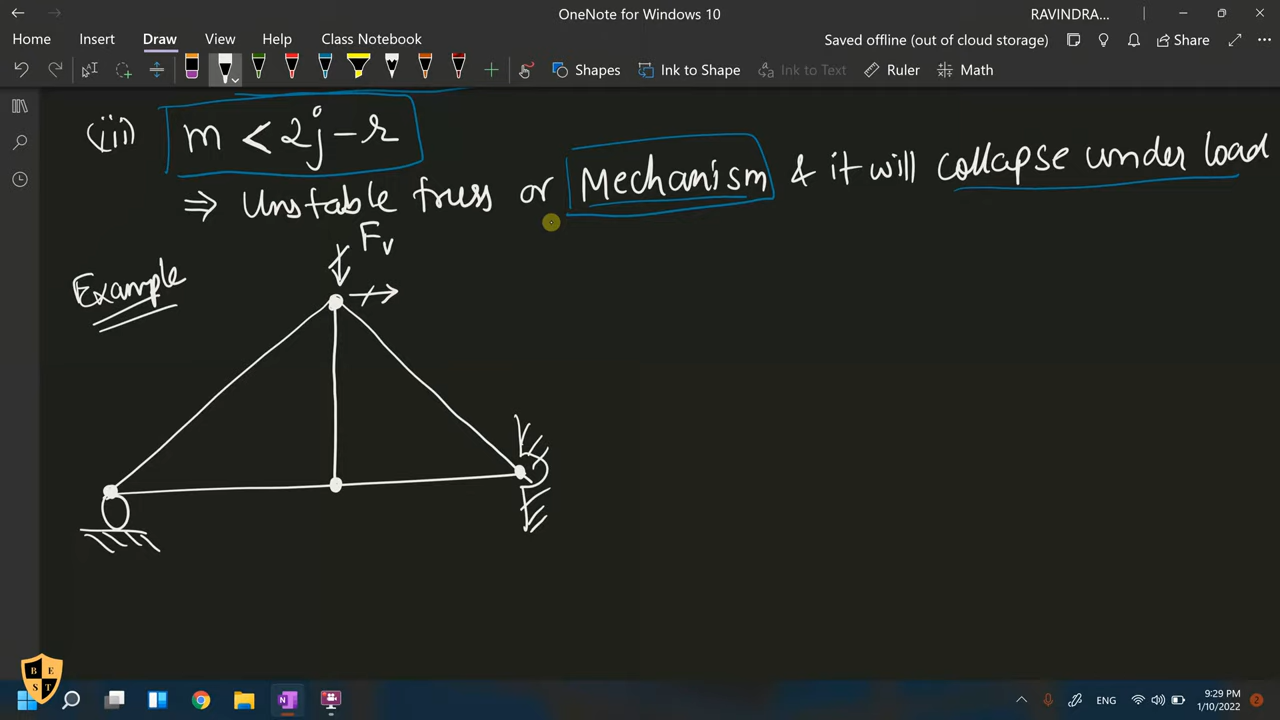 OneNote for Windows 10
RAVINDRA...
Home Insert Draw View Help Class Notebook
Saved offline (out of cloud storage) Share
Shapes Ink to Shape Ink to Text Ruler Math
(iii) m < 2j - r
⇒ Unstable truss or Mechanism & it will collapse under load
Fv
Example
B E
S T
ENG
9:29 PM
1/10/2022
2